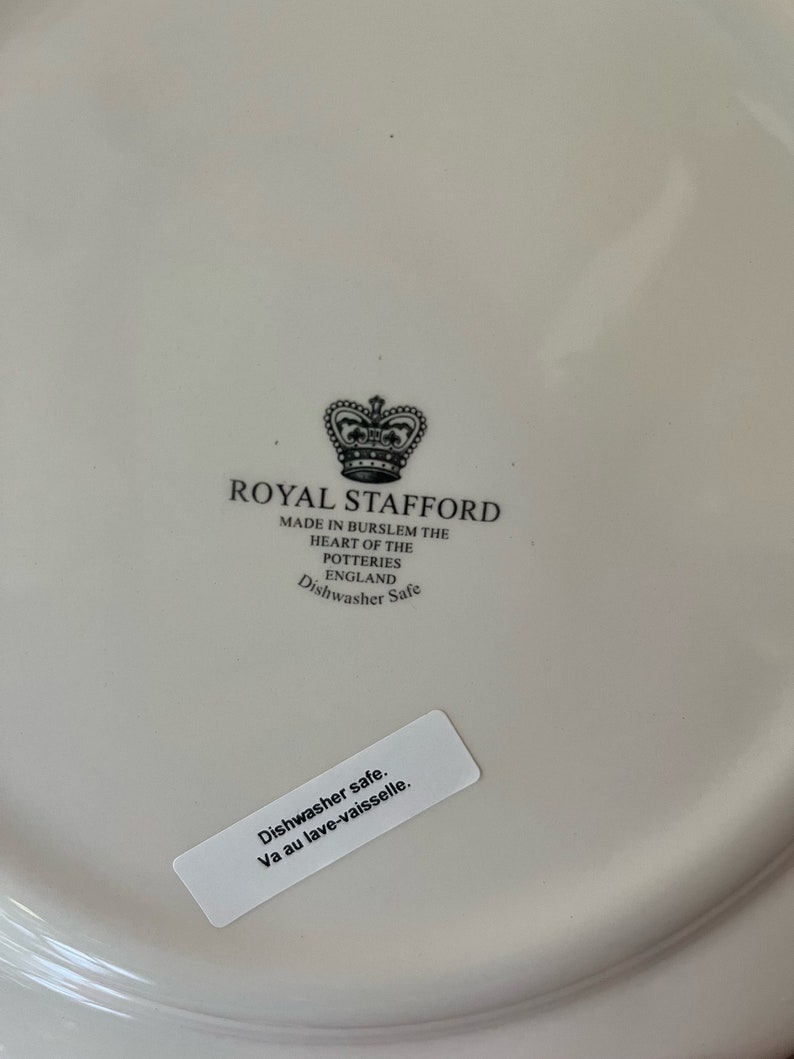 ROYAL STAFFORD
MADE IN BURSLEM THE
HEART OF THE
POTTERIES
ENGLAND
Dishwasher Safe
Dishwasher safe.
Va au lave-vaisselle.